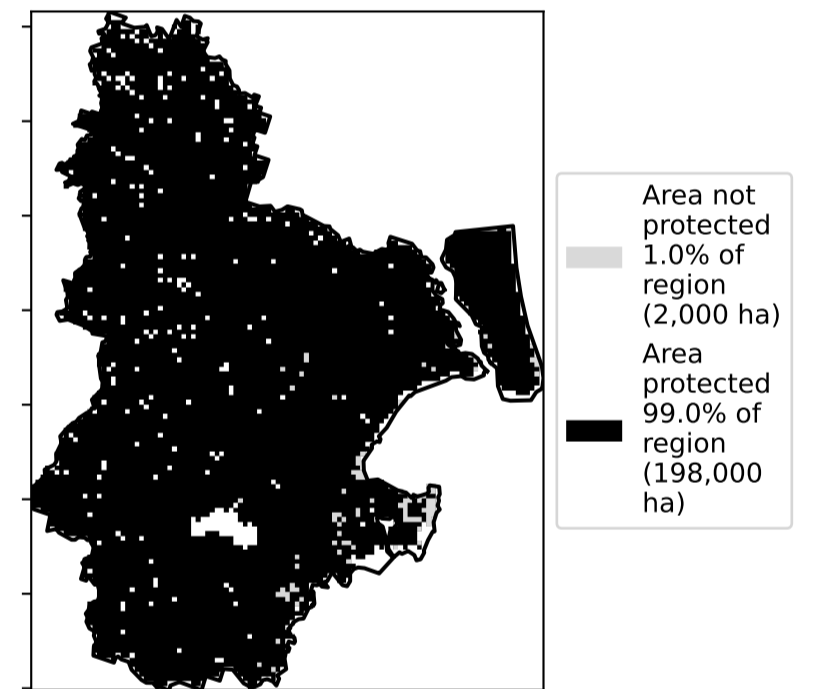 Area not
protected
1.0% of
region
(2,000 ha)
Area
protected
99.0% of
region
(198,000
ha)